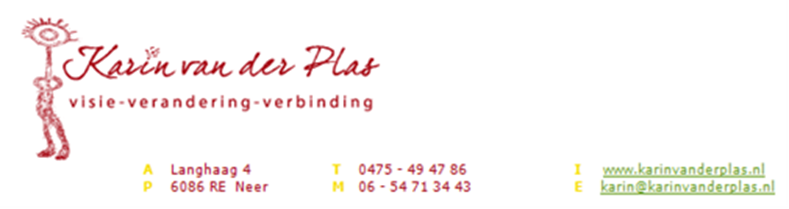 Karin van der Plas
visie-verandering-verbinding
A Langhaag 4 T 0475 - 49 47 86 I www.karinvanderplas.nl
P 6086 RE Neer M 06 - 54 71 34 43 E karin@karinvanderplas.nl